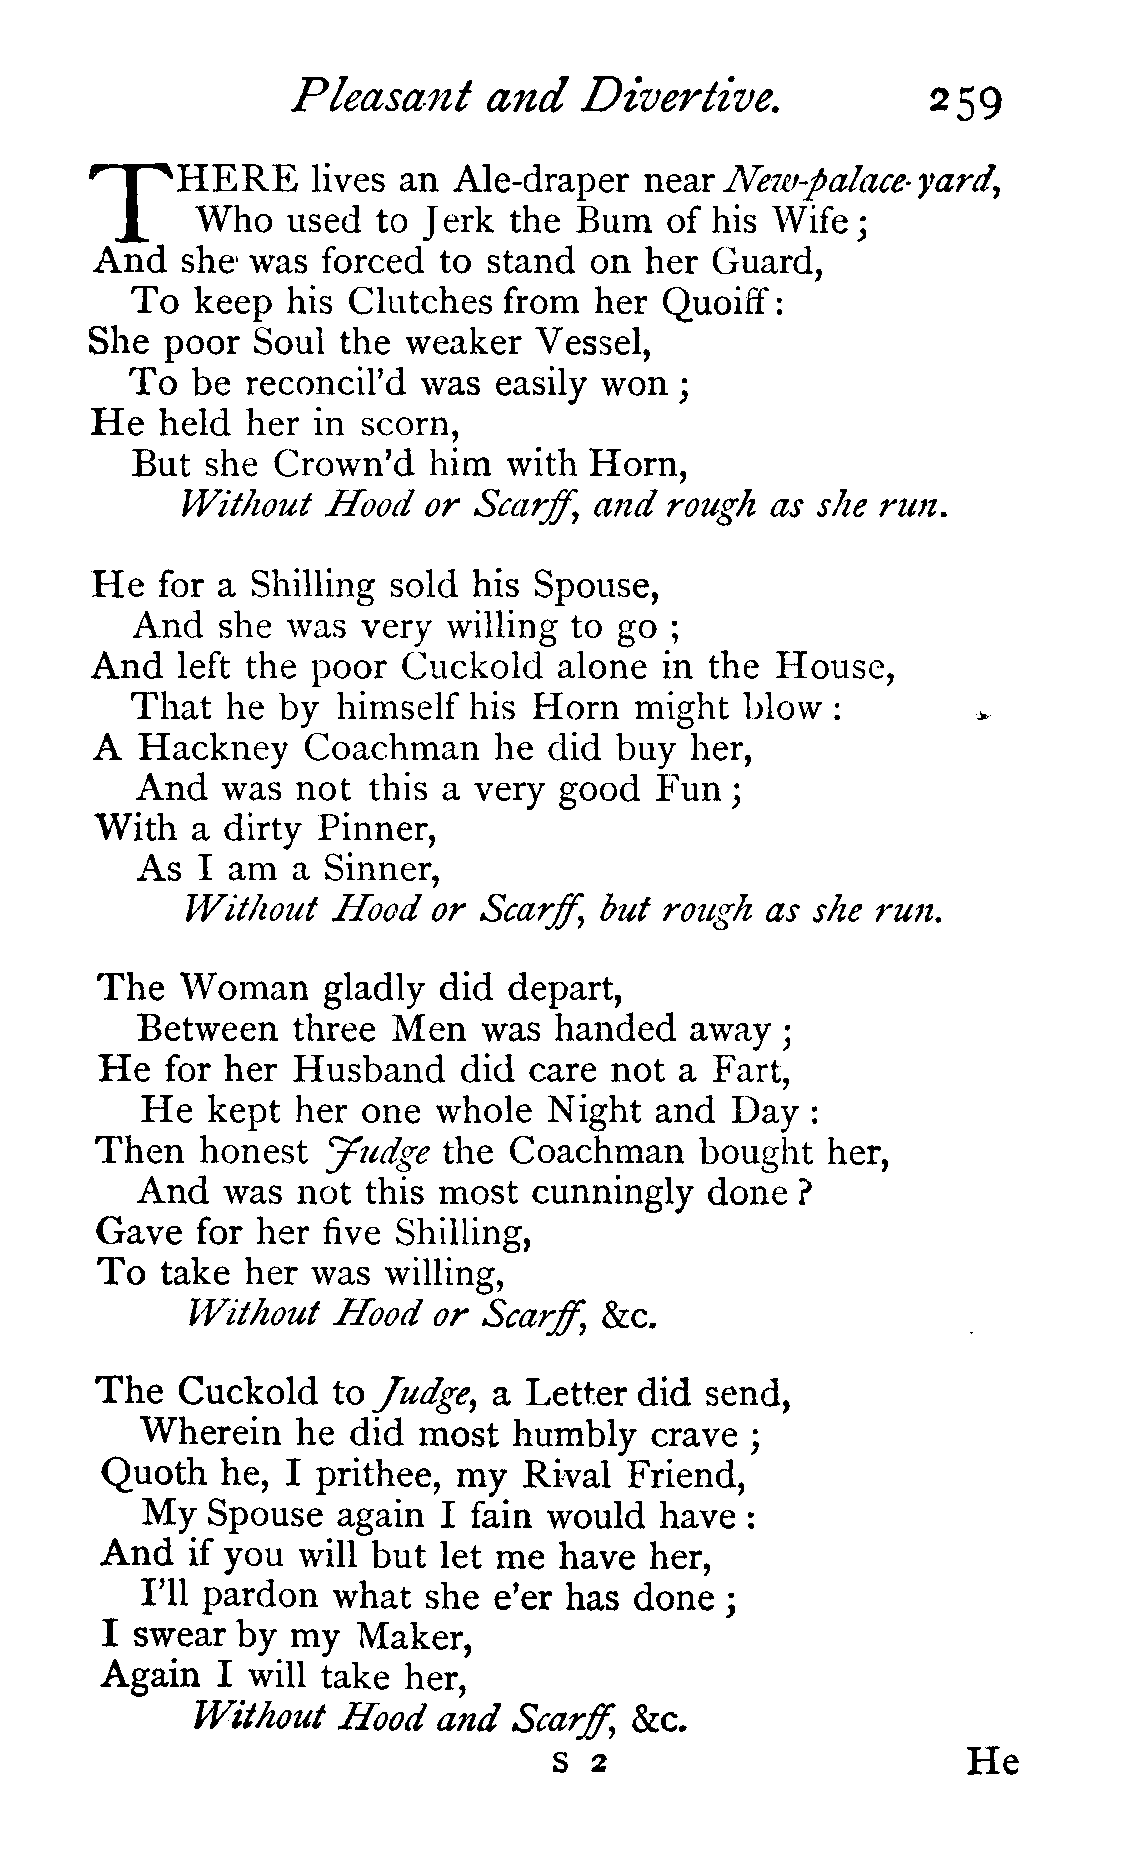 Pleasant and Divertive. 259
THERE lives an Ale-draper near New-palace-yard,
Who used to Jerk the Bum of his Wife ;
And she was forced to stand on her Guard,
To keep his Clutches from her Quoiff :
She poor Soul the weaker Vessel,
To be reconcil'd was easily won ;
He held her in scorn,
But she Crown'd him with Horn,
Without Hood or Scarff, and rough as she run.
He for a Shilling sold his Spouse,
And she was very willing to go ;
And left the poor Cuckold alone in the House,
That he by himself his Horn might blow :
A Hackney Coachman he did buy her,
And was not this a very good Fun ;
With a dirty Pinner,
As I am a Sinner,
Without Hood or Scarff, but rough as she run.
The Woman gladly did depart,
Between three Men was handed away ;
He for her Husband did care not a Fart,
He kept her one whole Night and Day :
Then honest Judge the Coachman bought her,
And was not this most cunningly done ?
Gave for her five Shilling,
To take her was willing,
Without Hood or Scarff, &c.
The Cuckold to Judge, a Letter did send,
Wherein he did most humbly crave ;
Quoth he, I prithee, my Rival Friend,
My Spouse again I fain would have :
And if you will but let me have her,
I'll pardon what she e'er has done ;
I swear by my Maker,
Again I will take her,
Without Hood and Scarff, &c.
S 2 He